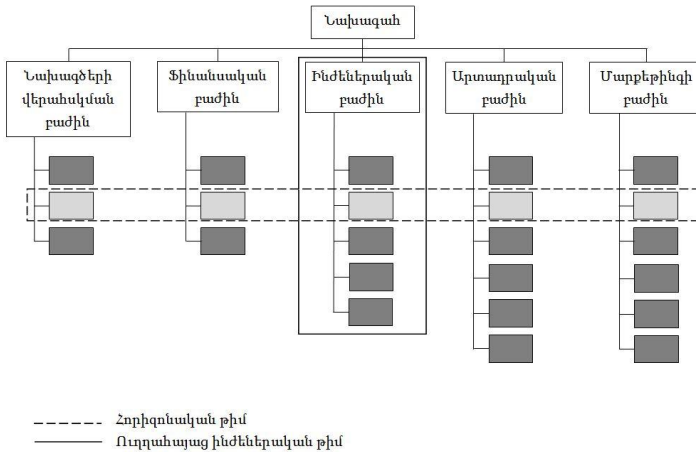 Նախագահ
Նախագծերի
վերահսկման
բաժին
Ֆինանսական
բաժին
Ինժեներական
բաժին
Արտադրական
բաժին
Մարքեթինգի
բաժին
Հորիզոնական թիմ
Ուղղահայաց ինժեներական թիմ